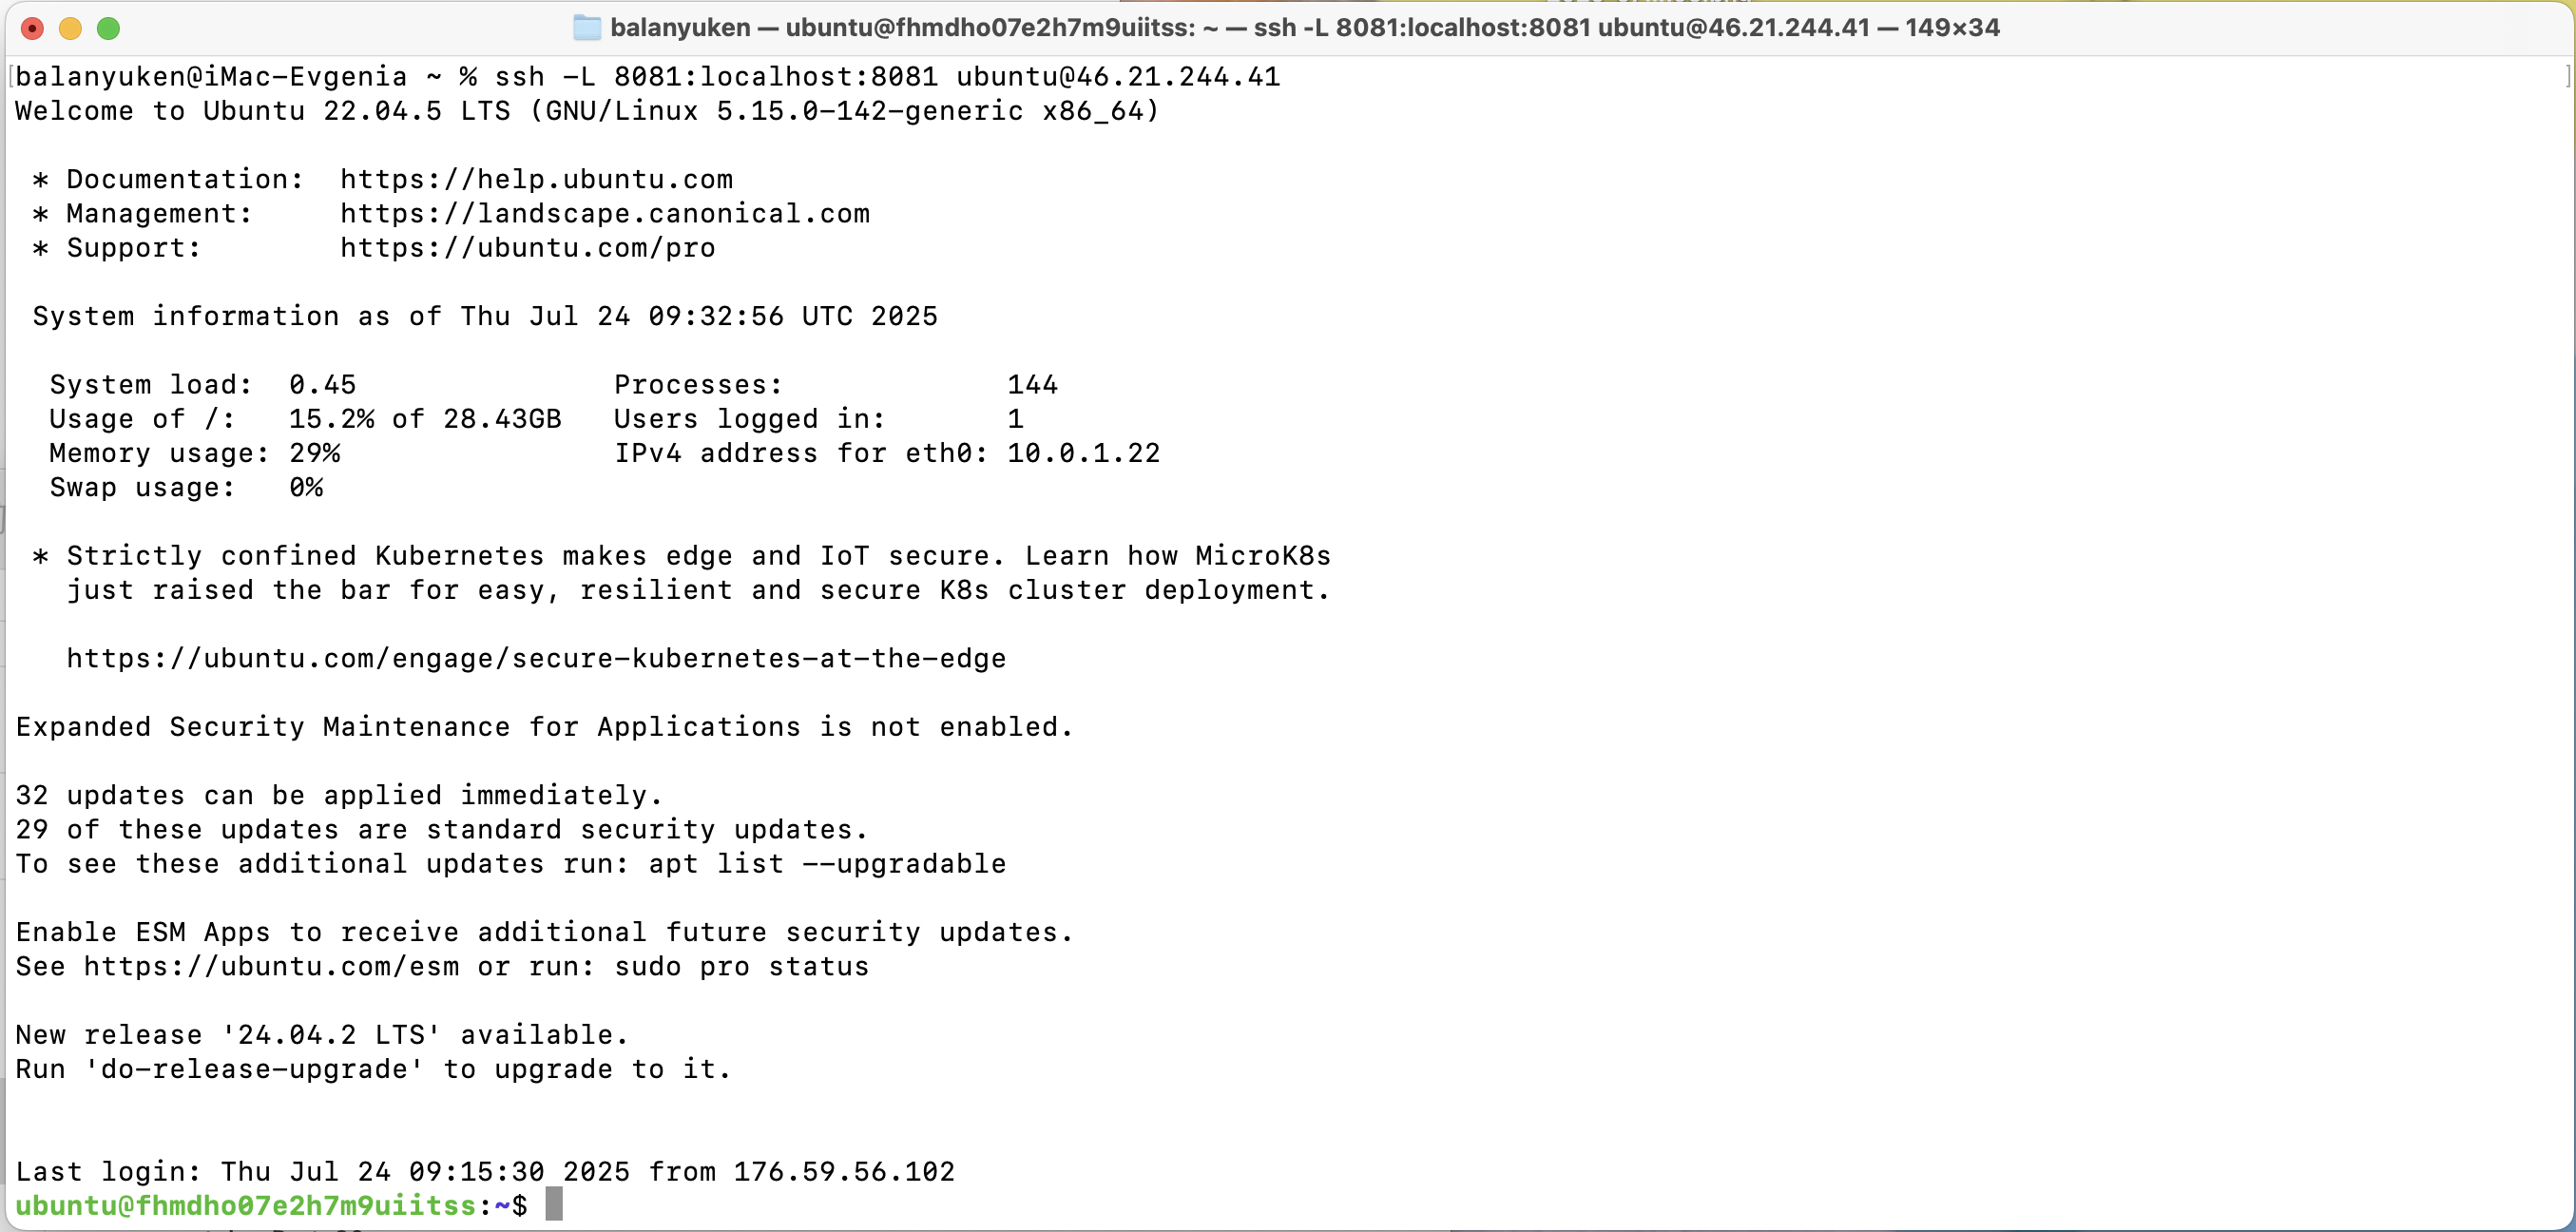 balanyuken — ubuntu@fhmdho07e2h7m9uiitss: ~ — ssh -L 8081:localhost:8081 ubuntu@46.21.244.41 — 149×34
[balanyuken@iMac-Evgenia ~ % ssh -L 8081:localhost:8081 ubuntu@46.21.244.41 ]
Welcome to Ubuntu 22.04.5 LTS (GNU/Linux 5.15.0-142-generic x86_64)
* Documentation: https://help.ubuntu.com
* Management: https://landscape.canonical.com
* Support: https://ubuntu.com/pro
System information as of Thu Jul 24 09:32:56 UTC 2025
System load: 0.45 Processes: 144
Usage of /: 15.2% of 28.43GB Users logged in: 1
Memory usage: 29% IPv4 address for eth0: 10.0.1.22
Swap usage: 0%
* Strictly confined Kubernetes makes edge and IoT secure. Learn how MicroK8s
just raised the bar for easy, resilient and secure K8s cluster deployment.
https://ubuntu.com/engage/secure-kubernetes-at-the-edge
Expanded Security Maintenance for Applications is not enabled.
32 updates can be applied immediately.
29 of these updates are standard security updates.
To see these additional updates run: apt list --upgradable
Enable ESM Apps to receive additional future security updates.
See https://ubuntu.com/esm or run: sudo pro status
New release '24.04.2 LTS' available.
Run 'do-release-upgrade' to upgrade to it.
Last login: Thu Jul 24 09:15:30 2025 from 176.59.56.102
ubuntu@fhmdho07e2h7m9uiitss:~$